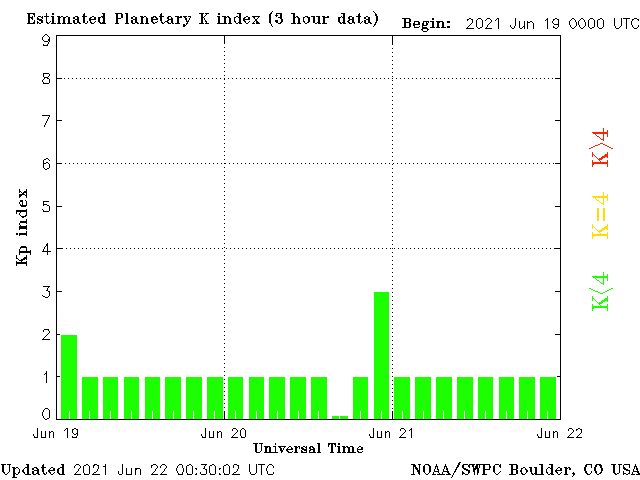 Estimated Planetary K index (3 hour data) Begin: 2021 Jun 19 0000 UTC
9
8
7
6
5
4
3
2
1
0
Kp index
K>4
K=4
K<4
Jun 19 Jun 20 Jun 21 Jun 22
Universal Time
Updated 2021 Jun 22 00:30:02 UTC NOAA/SWPC Boulder, CO USA